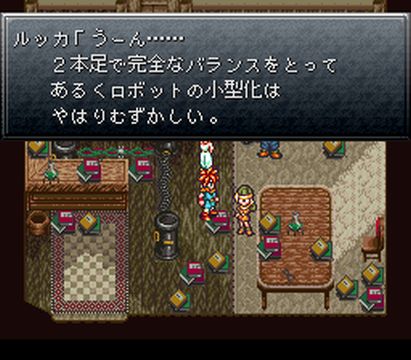 ルッカ「うーん⋯⋯
２本足で完全なバランスをとって
あるくロボットの小型化は
やはりむずかしい。